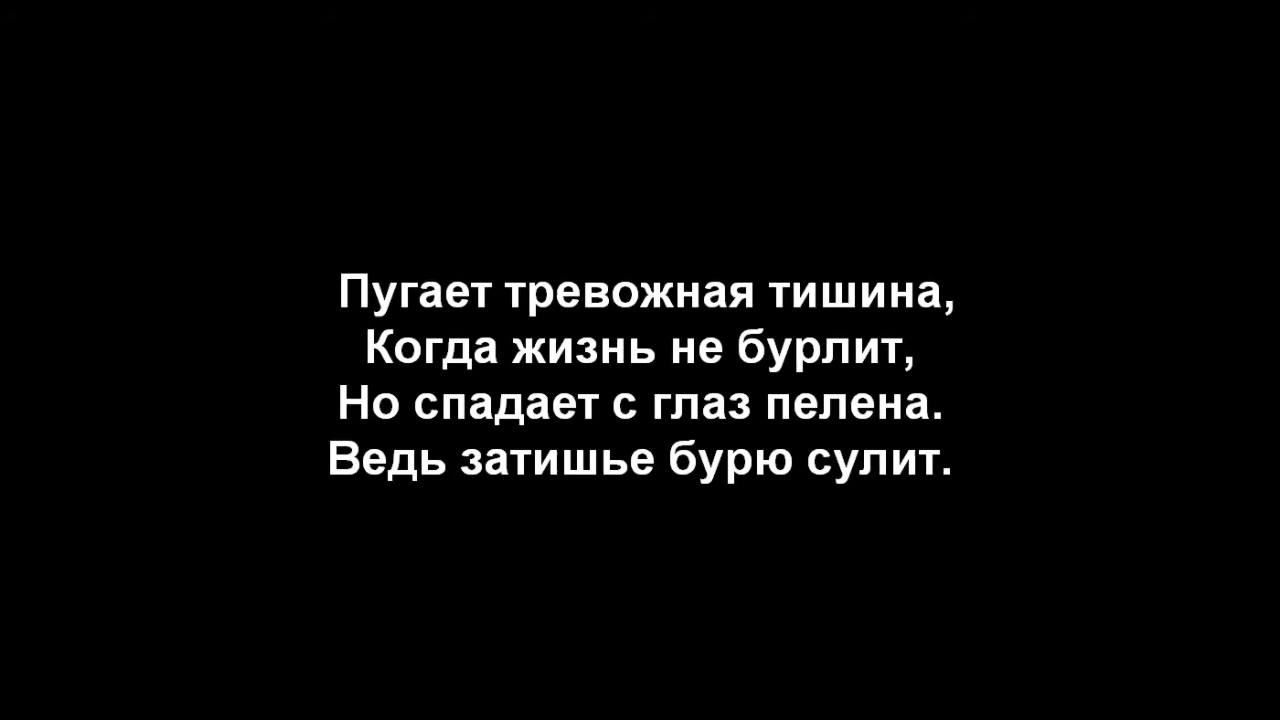 Пугает тревожная тишина,
Когда жизнь не бурлит,
Но спадает с глаз пелена.
Ведь затишье бурю сулит.